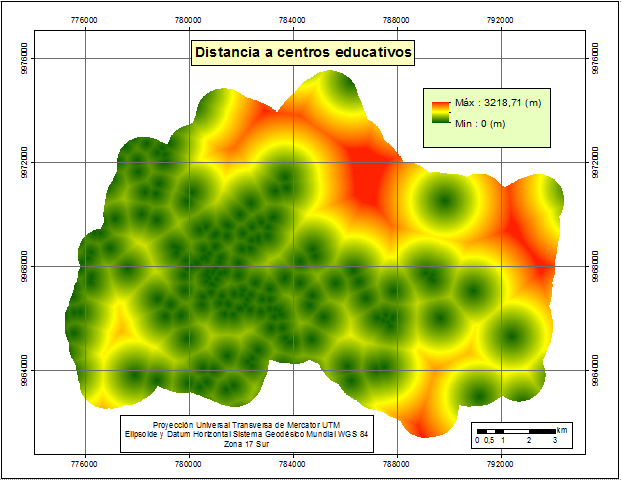 776000 780000 784000 788000 792000
Distancia a centros educativos
9976000 9976000
Máx : 3218,71 (m)
Mín : 0 (m)
9972000 9972000
9968000 9968000
9964000 9964000
Proyección Universal Transversa de Mercator UTM
Elipsoide y Datum Horizontal Sistema Geodésico Mundial WGS 84
Zona 17 Sur
km
0 0,5 1 2 3
776000 780000 784000 788000 792000